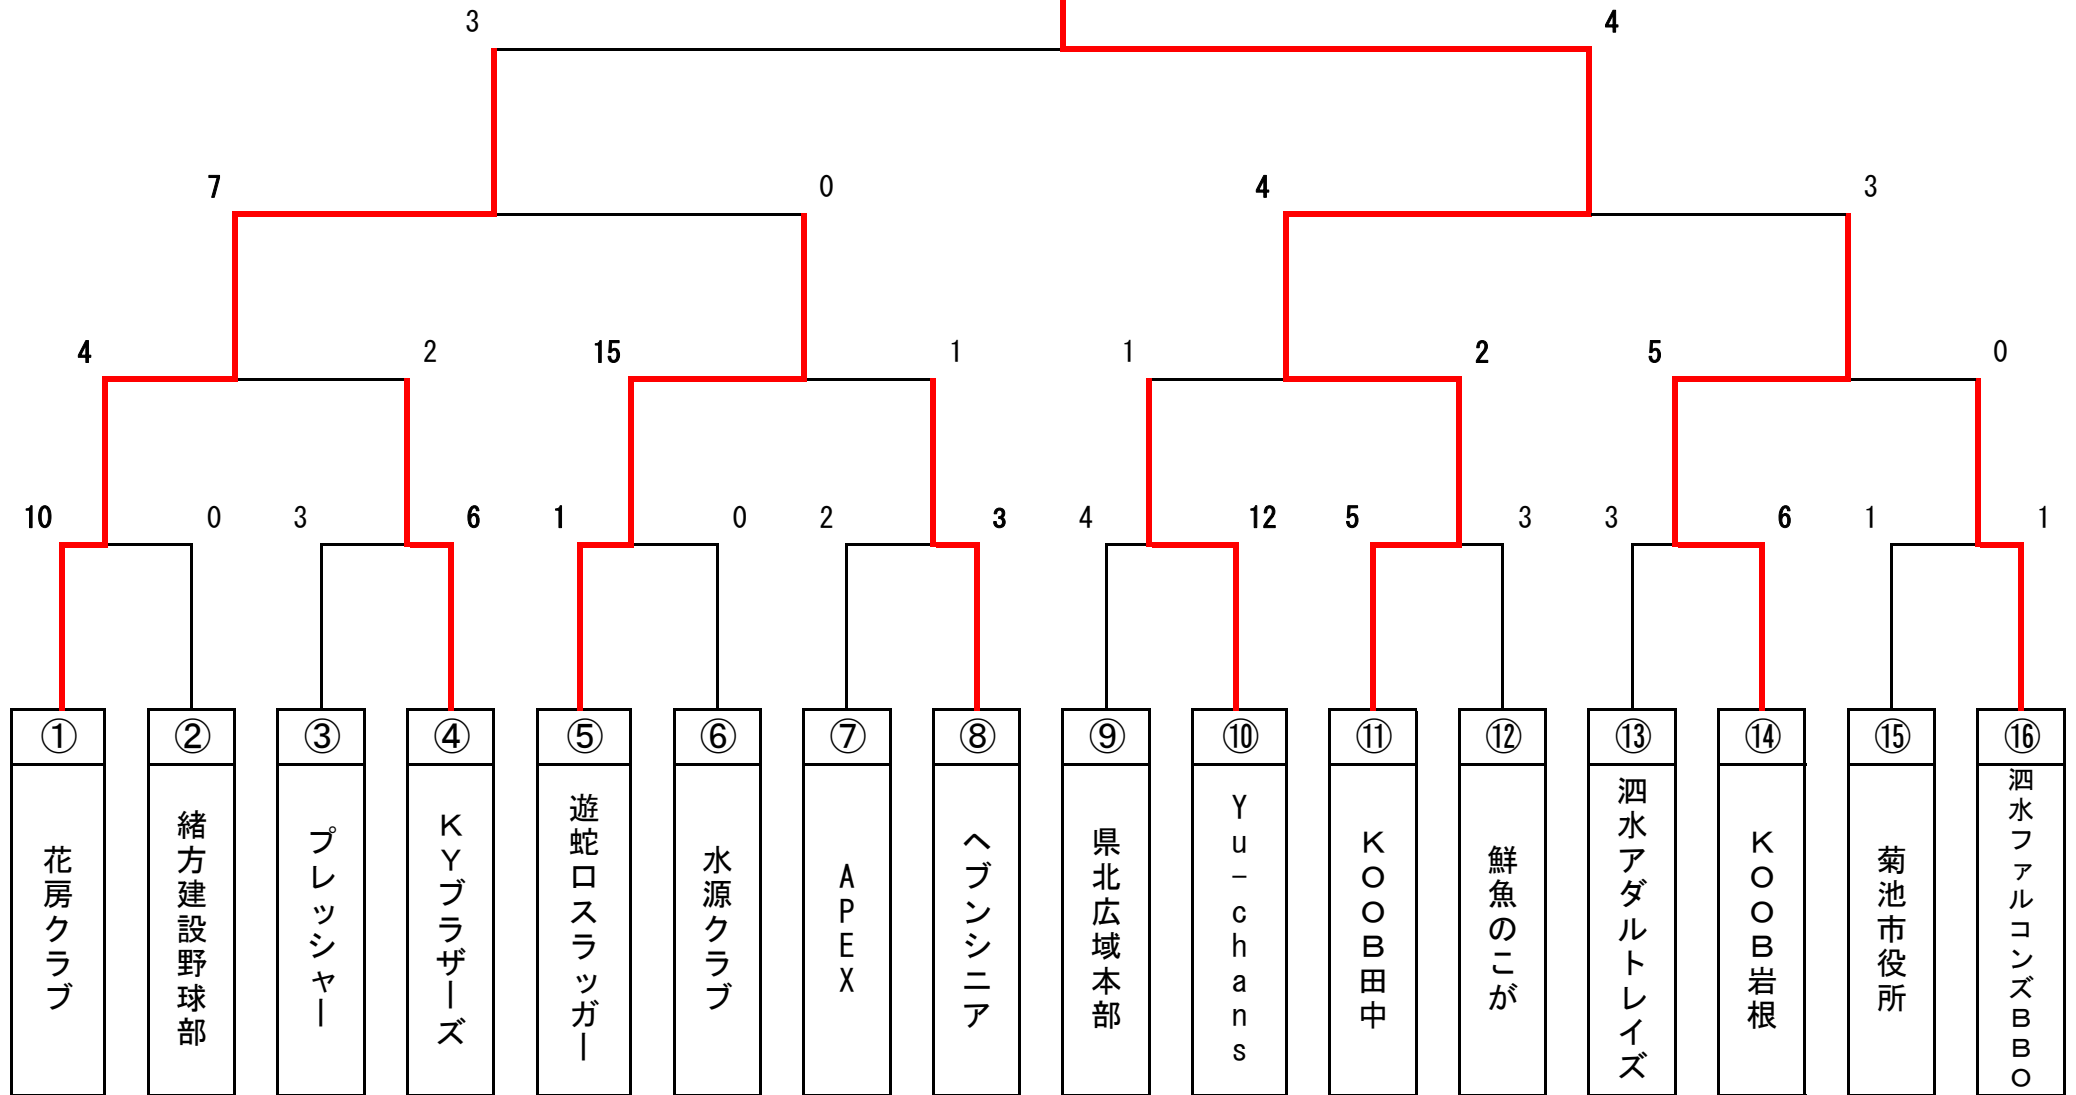 3 4
7 0 4 3
4 2 15 1 1 2 5 0
10 0 3 6 1 0 2 3 4 12 5 3 3 6 1 1
① ② ③ ④ ⑤ ⑥ ⑦ ⑧ ⑨ ⑩ ⑪ ⑫ ⑬ ⑭ ⑮ ⑯
花房クラブ
緒方建設野球部
プレッシャー
KYブラザーズ
遊蛇ロスラッガー
水源クラブ
APEX
ヘブンシニア
県北広域本部
Yu-chans
KOOB田中
鮮魚のこが
泗水アダルトレイズ
KOOB岩根
菊池市役所
泗水ファルコンズBBO